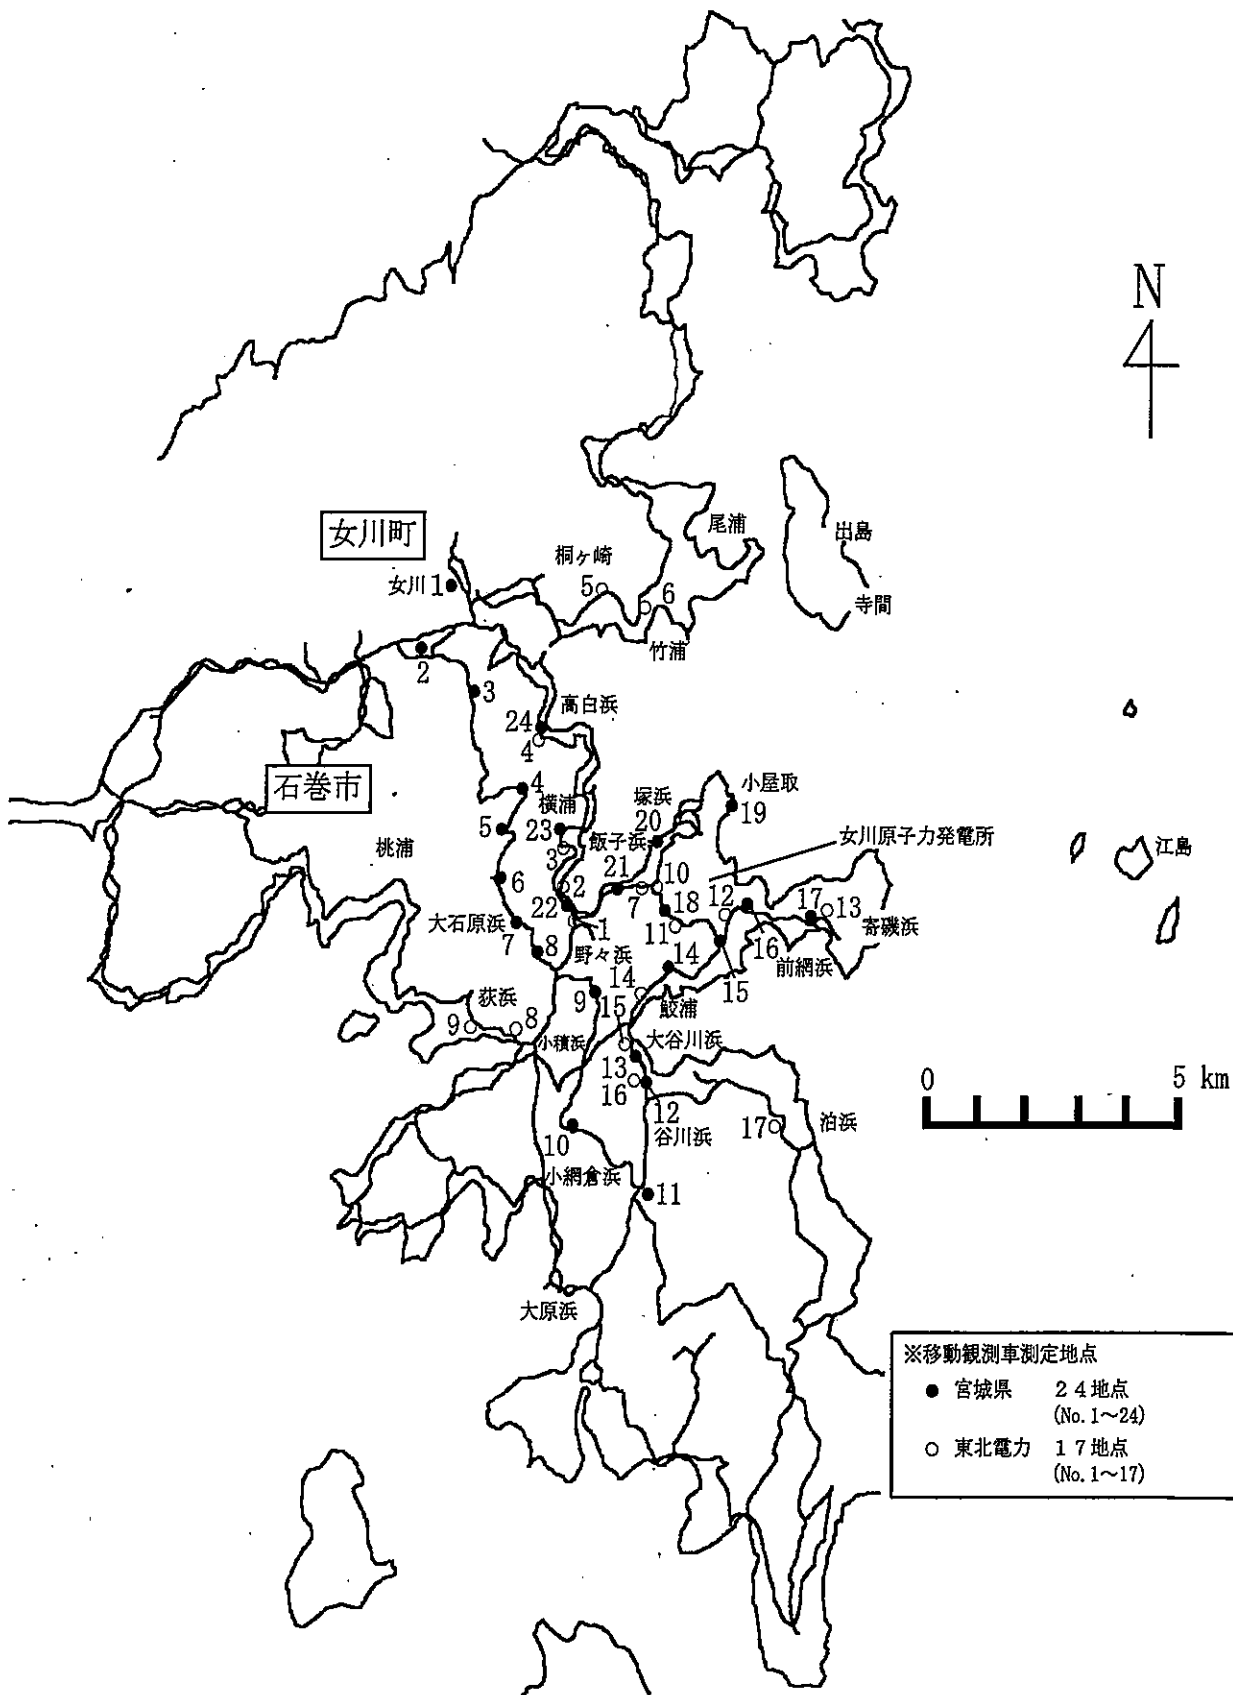 N
尾浦
出島
女川町
桐ヶ崎
女川 1
5
6
寺間
竹浦
2
3
高白浜
24
4
石巻市
4
横浦
塚浜
小屋取
19
桃浦
5
23
飯子浜
20
女川原子力発電所
3
江島
6
21
2
10
7
12
17
13
22
18
大石原浜
1
11
寄磯浜
7
8
野々浜
14
16
前網浜
15
9
14
15
鮫浦
荻浜
9
8
小積浜
大谷川浜
13
16
0
5 km
12
10
谷川浜
17
泊浜
小網倉浜
11
大原浜
※移動観測車測定地点
● 宮城県 24地点
(No.1～24)
○ 東北電力 17地点
(No.1～17)